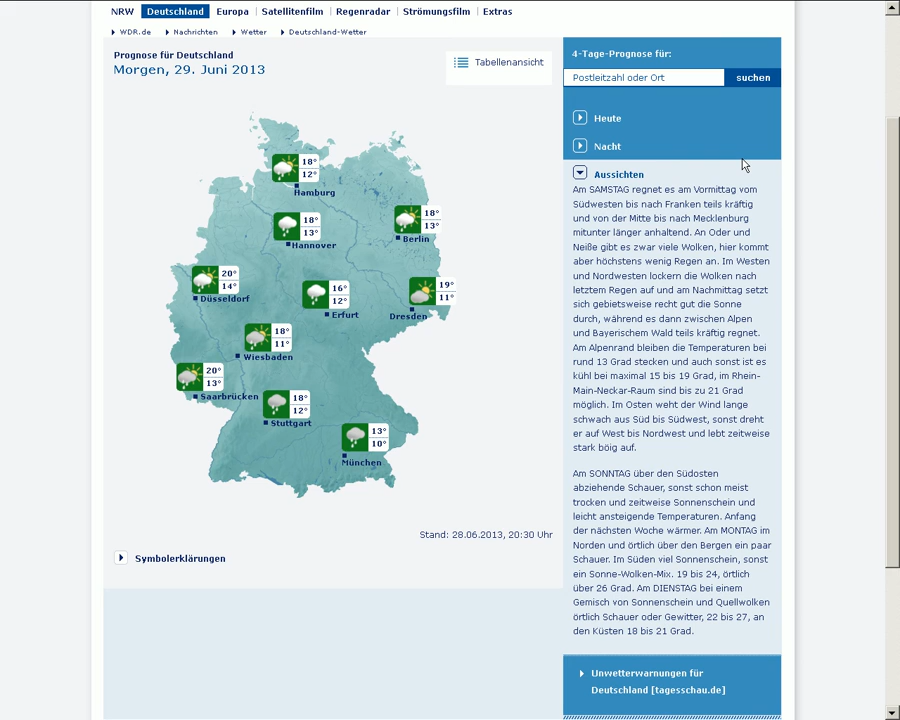 NRW Deutschland Europa Satellitenfilm Regenradar Strömungsfilm Extras
WDR.de Nachrichten Wetter Deutschland-Wetter
Prognose für Deutschland
Morgen, 29. Juni 2013
Tabellenansicht
18°
12°
Hamburg
18°
13°
Hannover
18°
13°
Berlin
20°
14°
Düsseldorf
16°
12°
Erfurt
19°
11°
Dresden
18°
11°
Wiesbaden
20°
13°
Saarbrücken
18°
12°
Stuttgart
13°
10°
München
Stand: 28.06.2013, 20:30 Uhr
Symbolerklärungen
4-Tage-Prognose für:
Postleitzahl oder Ort suchen
Heute
Nacht
Aussichten
Am SAMSTAG regnet es am Vormittag vom
Südwesten bis nach Franken teils kräftig
und von der Mitte bis nach Mecklenburg
mitunter länger anhaltend. An Oder und
Neiße gibt es zwar viele Wolken, hier kommt
aber höchstens wenig Regen an. Im Westen
und Nordwesten lockern die Wolken nach
letztem Regen auf und am Nachmittag setzt
sich gebietsweise recht gut die Sonne
durch, während es dann zwischen Alpen
und Bayerischem Wald teils kräftig regnet.
Am Alpenrand bleiben die Temperaturen bei
rund 13 Grad stecken und auch sonst ist es
kühl bei maximal 15 bis 19 Grad, im Rhein-
Main-Neckar-Raum sind bis zu 21 Grad
möglich. Im Osten weht der Wind lange
schwach aus Süd bis Südwest, sonst dreht
er auf West bis Nordwest und lebt zeitweise
stark böig auf.
Am SONNTAG über den Südosten
abziehende Schauer, sonst schon meist
trocken und zeitweise Sonnenschein und
leicht ansteigende Temperaturen. Anfang
der nächsten Woche wärmer. Am MONTAG im
Norden und örtlich über den Bergen ein paar
Schauer. Im Süden viel Sonnenschein, sonst
ein Sonne-Wolken-Mix. 19 bis 24, örtlich
über 26 Grad. Am DIENSTAG bei einem
Gemisch von Sonnenschein und Quellwolken
örtlich Schauer oder Gewitter, 22 bis 27, an
den Küsten 18 bis 21 Grad.
Unwetterwarnungen für
Deutschland [tagesschau.de]